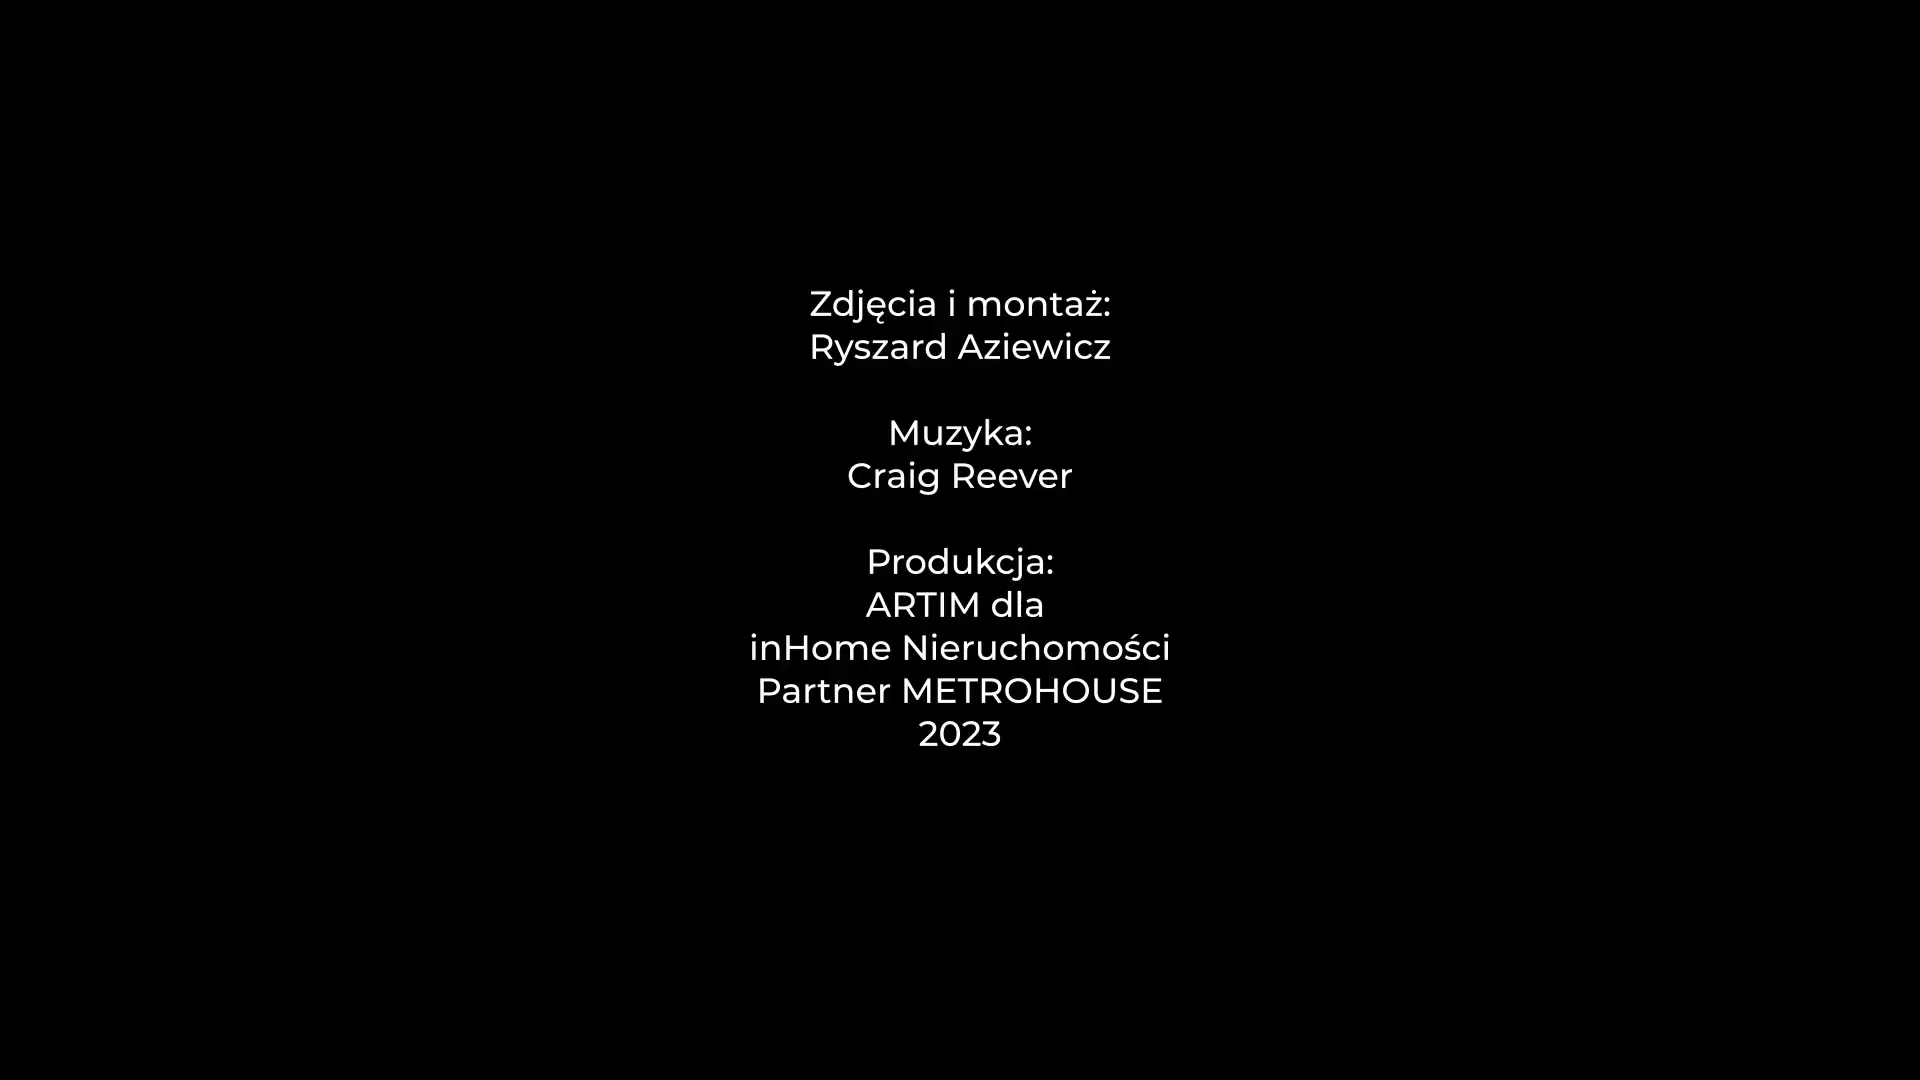 Zdjęcia i montaż:
Ryszard Aziewicz
Muzyka:
Craig Reever
Produkcja:
ARTIM dla
inHome Nieruchomości
Partner METROHOUSE
2023